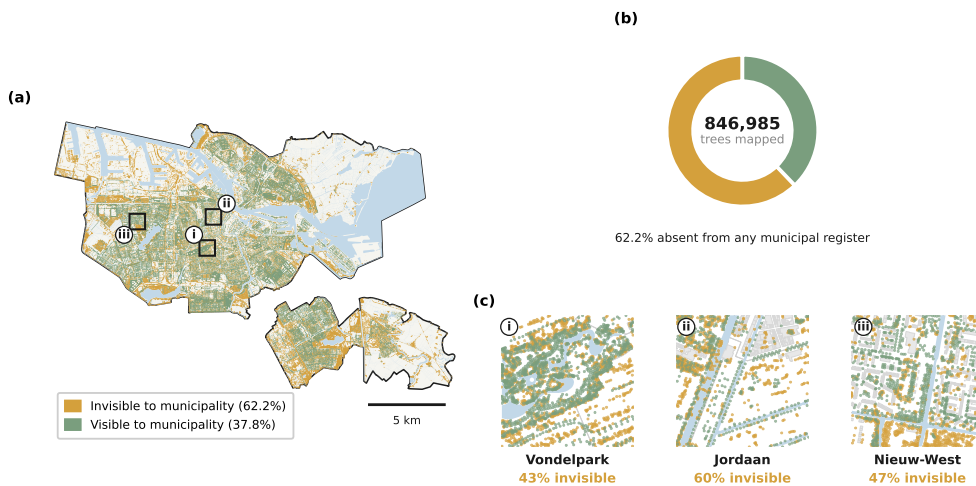 (a)
ii
i
iii
Invisible to municipality (62.2%)
Visible to municipality (37.8%)
5 km
(b)
846,985
trees mapped
62.2% absent from any municipal register
(c)
i
ii
iii
Vondelpark
43% invisible
Jordaan
60% invisible
Nieuw-West
47% invisible